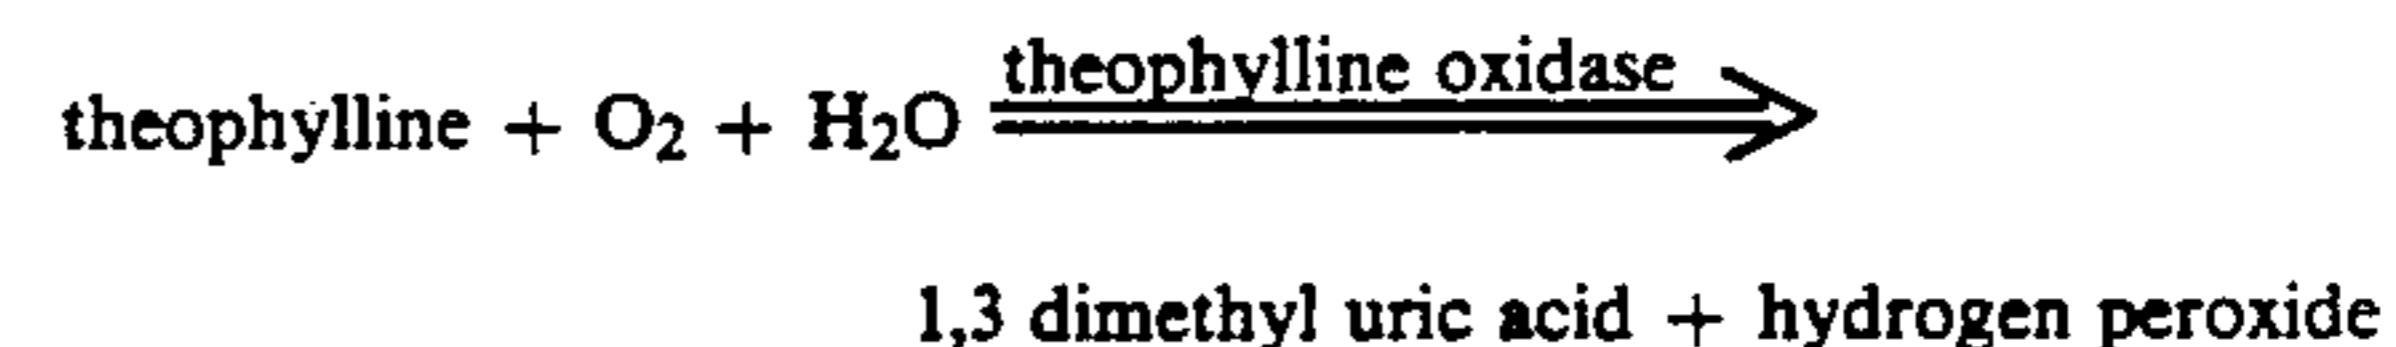 theophylline oxidase
theophylline + O2 + H2O
1,3 dimethyl uric acid + hydrogen peroxide